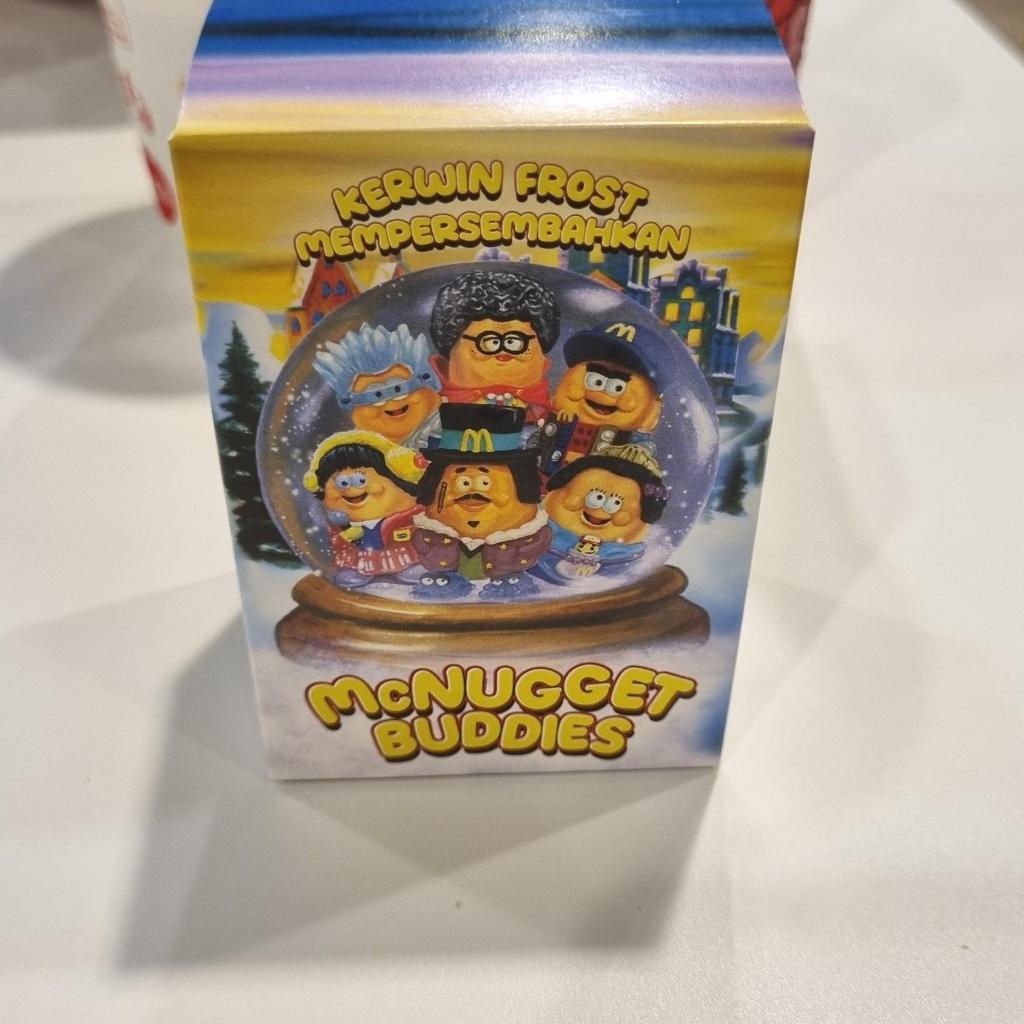 KERWIN FROST
MEMPERSEMBAHKAN
McNUGGET
BUDDIES